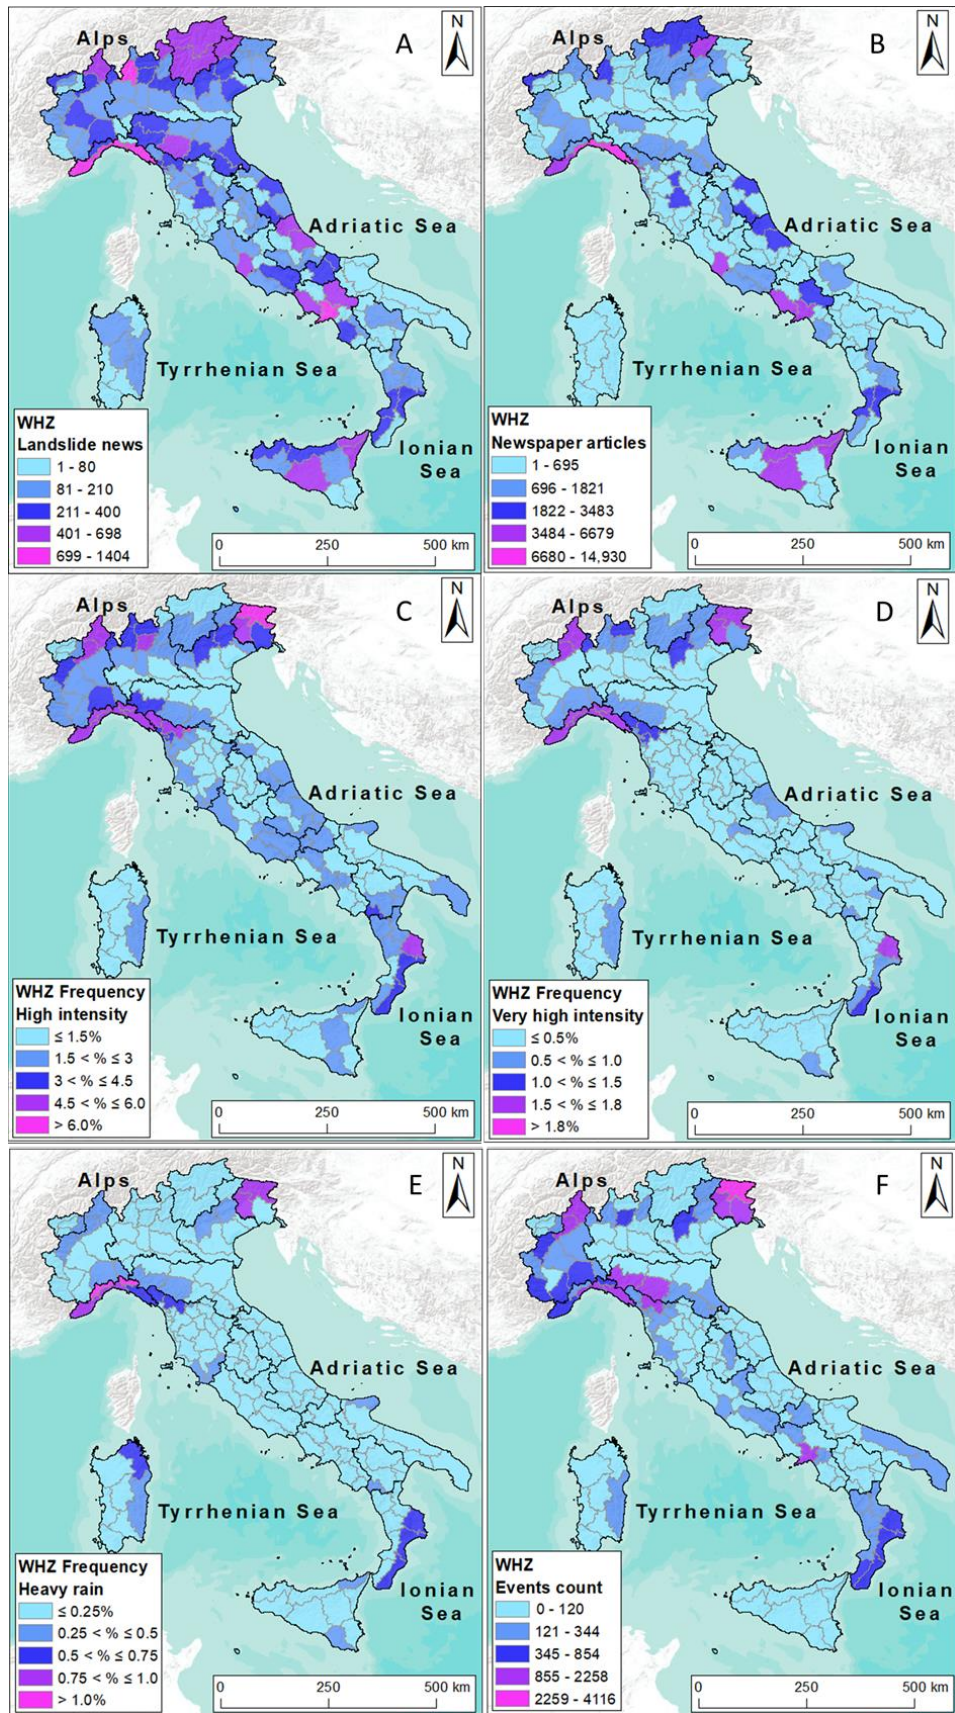 Alps
A
N
Adriatic Sea
Tyrrhenian Sea
Ionian
Sea
WHZ
Landslide news
1 - 80
81 - 210
211 - 400
401 - 698
699 - 1404
0 250 500 km
Alps
B
N
Adriatic Sea
Tyrrhenian Sea
Ionian
Sea
WHZ
Newspaper articles
1 - 695
696 - 1821
1822 - 3483
3484 - 6679
6680 - 14,930
0 250 500 km
Alps
C
N
Adriatic Sea
Tyrrhenian Sea
Ionian
Sea
WHZ Frequency
High intensity
≤ 1.5%
1.5 < % ≤ 3
3 < % ≤ 4.5
4.5 < % ≤ 6.0
> 6.0%
0 250 500 km
Alps
D
N
Adriatic Sea
Tyrrhenian Sea
Ionian
Sea
WHZ Frequency
Very high intensity
≤ 0.5%
0.5 < % ≤ 1.0
1.0 < % ≤ 1.5
1.5 < % ≤ 1.8
> 1.8%
0 250 500 km
Alps
E
N
Adriatic Sea
Tyrrhenian Sea
Ionian
Sea
WHZ Frequency
Heavy rain
≤ 0.25%
0.25 < % ≤ 0.5
0.5 < % ≤ 0.75
0.75 < % ≤ 1.0
> 1.0%
0 250 500 km
Alps
F
N
Adriatic Sea
Tyrrhenian Sea
Ionian
Sea
WHZ
Events count
0 - 120
121 - 344
345 - 854
855 - 2258
2259 - 4116
0 250 500 km